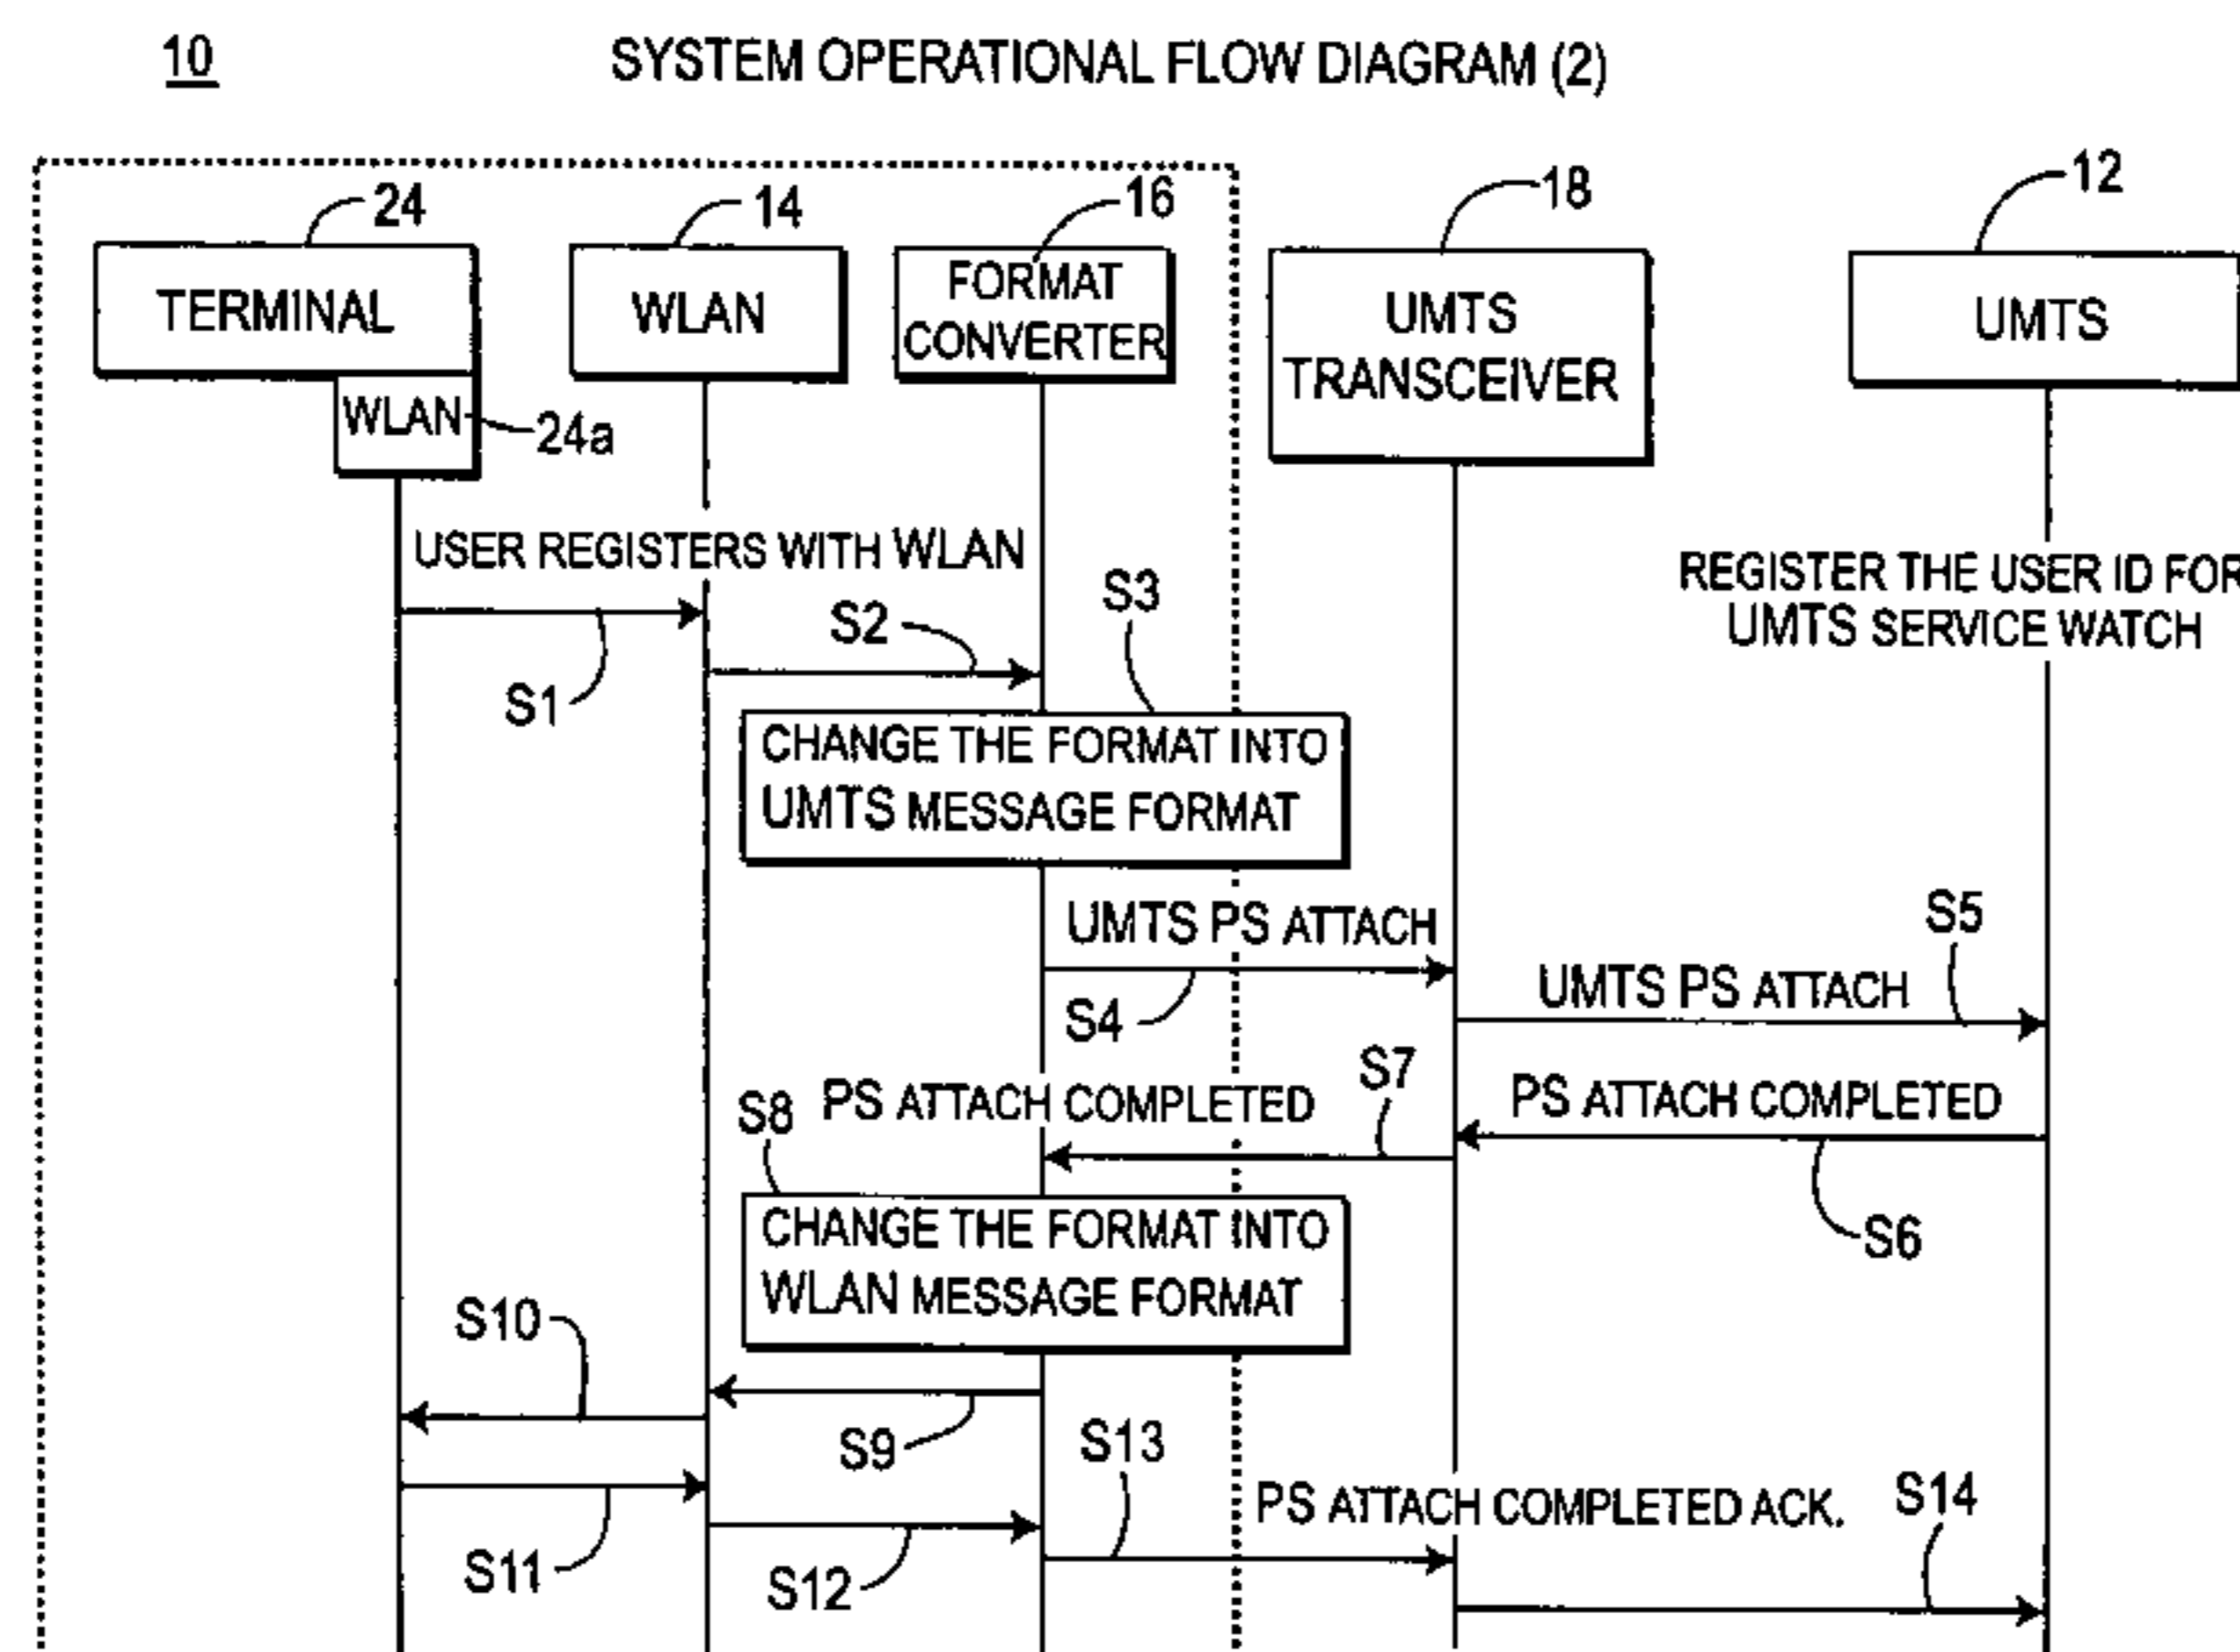 10
SYSTEM OPERATIONAL FLOW DIAGRAM (2)
24
14
16
18
12
TERMINAL
WLAN
FORMAT
CONVERTER
UMTS
TRANSCEIVER
UMTS
WLAN
24a
USER REGISTERS WITH WLAN
REGISTER THE USER ID FOR
UMTS SERVICE WATCH
S1
S2
S3
CHANGE THE FORMAT INTO
UMTS MESSAGE FORMAT
UMTS PS ATTACH
S4
S5
UMTS PS ATTACH
S7
PS ATTACH COMPLETED
S8
PS ATTACH COMPLETED
S6
CHANGE THE FORMAT INTO
WLAN MESSAGE FORMAT
S10
S9
S13
PS ATTACH COMPLETED ACK.
S14
S11
S12